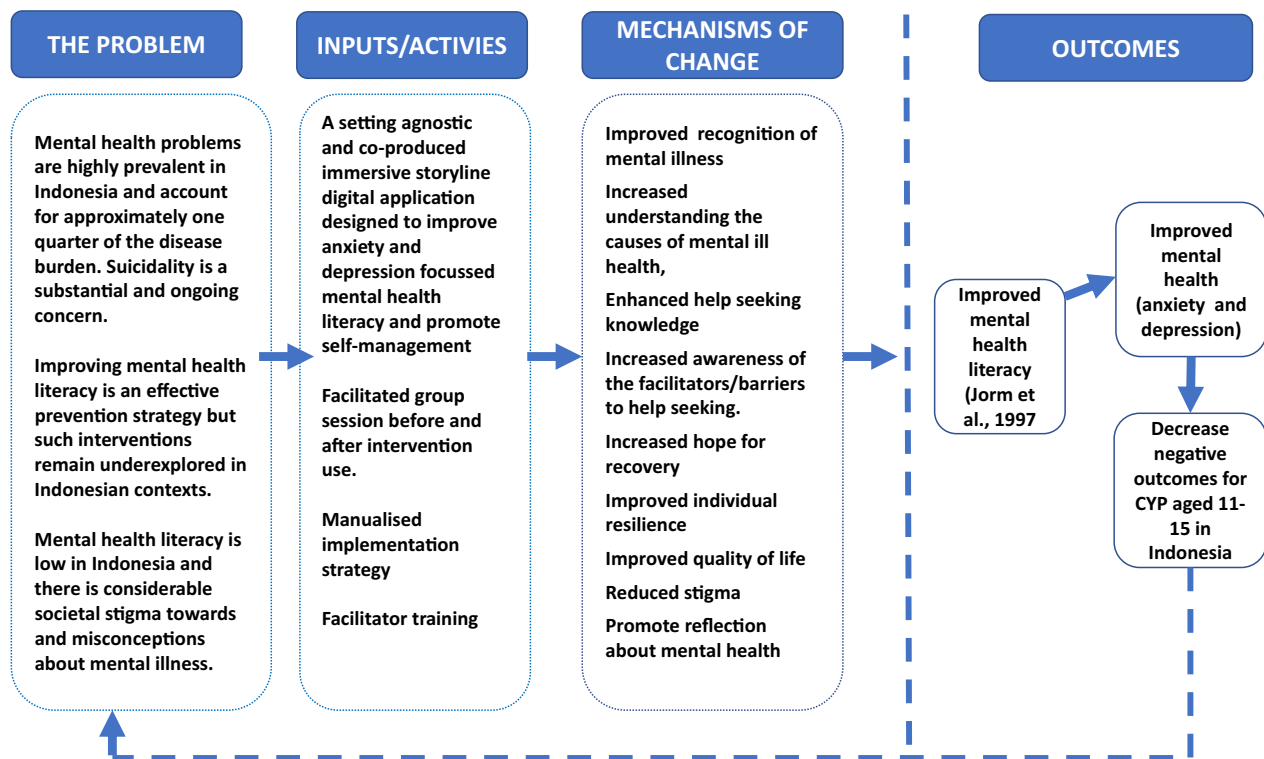 THE PROBLEM
Mental health problems
are highly prevalent in
Indonesia and account
for approximately one
quarter of the disease
burden. Suicidality is a
substantial and ongoing
concern.
Improving mental health
literacy is an effective
prevention strategy but
such interventions
remain underexplored in
Indonesian contexts.
Mental health literacy is
low in Indonesia and
there is considerable
societal stigma towards
and misconceptions
about mental illness.
INPUTS/ACTIVIES
A setting agnostic
and co-produced
immersive storyline
digital application
designed to improve
anxiety and
depression focussed
mental health
literacy and promote
self-management
Facilitated group
session before and
after intervention
use.
Manualised
implementation
strategy
Facilitator training
MECHANISMS OF
CHANGE
Improved recognition of
mental illness
Increased
understanding the
causes of mental ill
health,
Enhanced help seeking
knowledge
Increased awareness of
the facilitators/barriers
to help seeking.
Increased hope for
recovery
Improved individual
resilience
Improved quality of life
Reduced stigma
Promote reflection
about mental health
OUTCOMES
Improved
mental
health
literacy
(Jorm et
al., 1997
Improved
mental
health
(anxiety and
depression)
Decrease
negative
outcomes for
CYP aged 11-
15 in
Indonesia